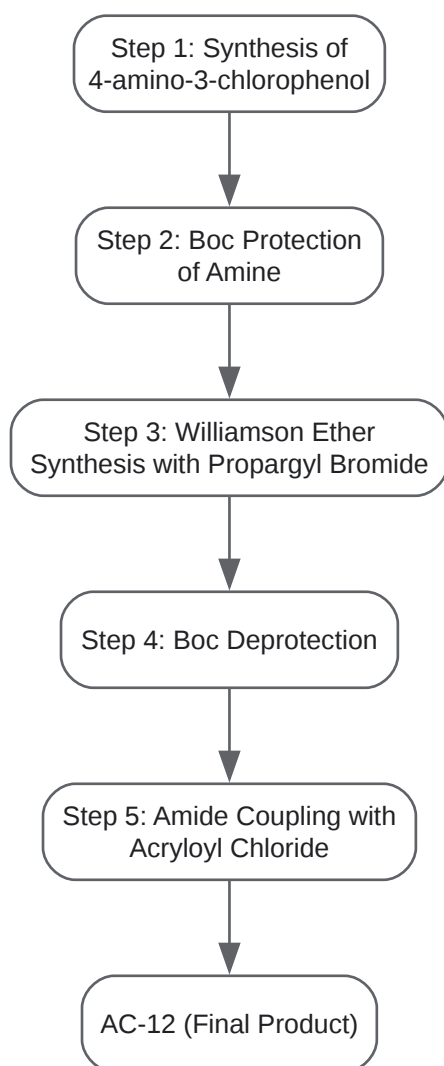 Step 1: Synthesis of
4-amino-3-chlorophenol
Step 2: Boc Protection
of Amine
Step 3: Williamson Ether
Synthesis with Propargyl Bromide
Step 4: Boc Deprotection
Step 5: Amide Coupling with
Acryloyl Chloride
AC-12 (Final Product)